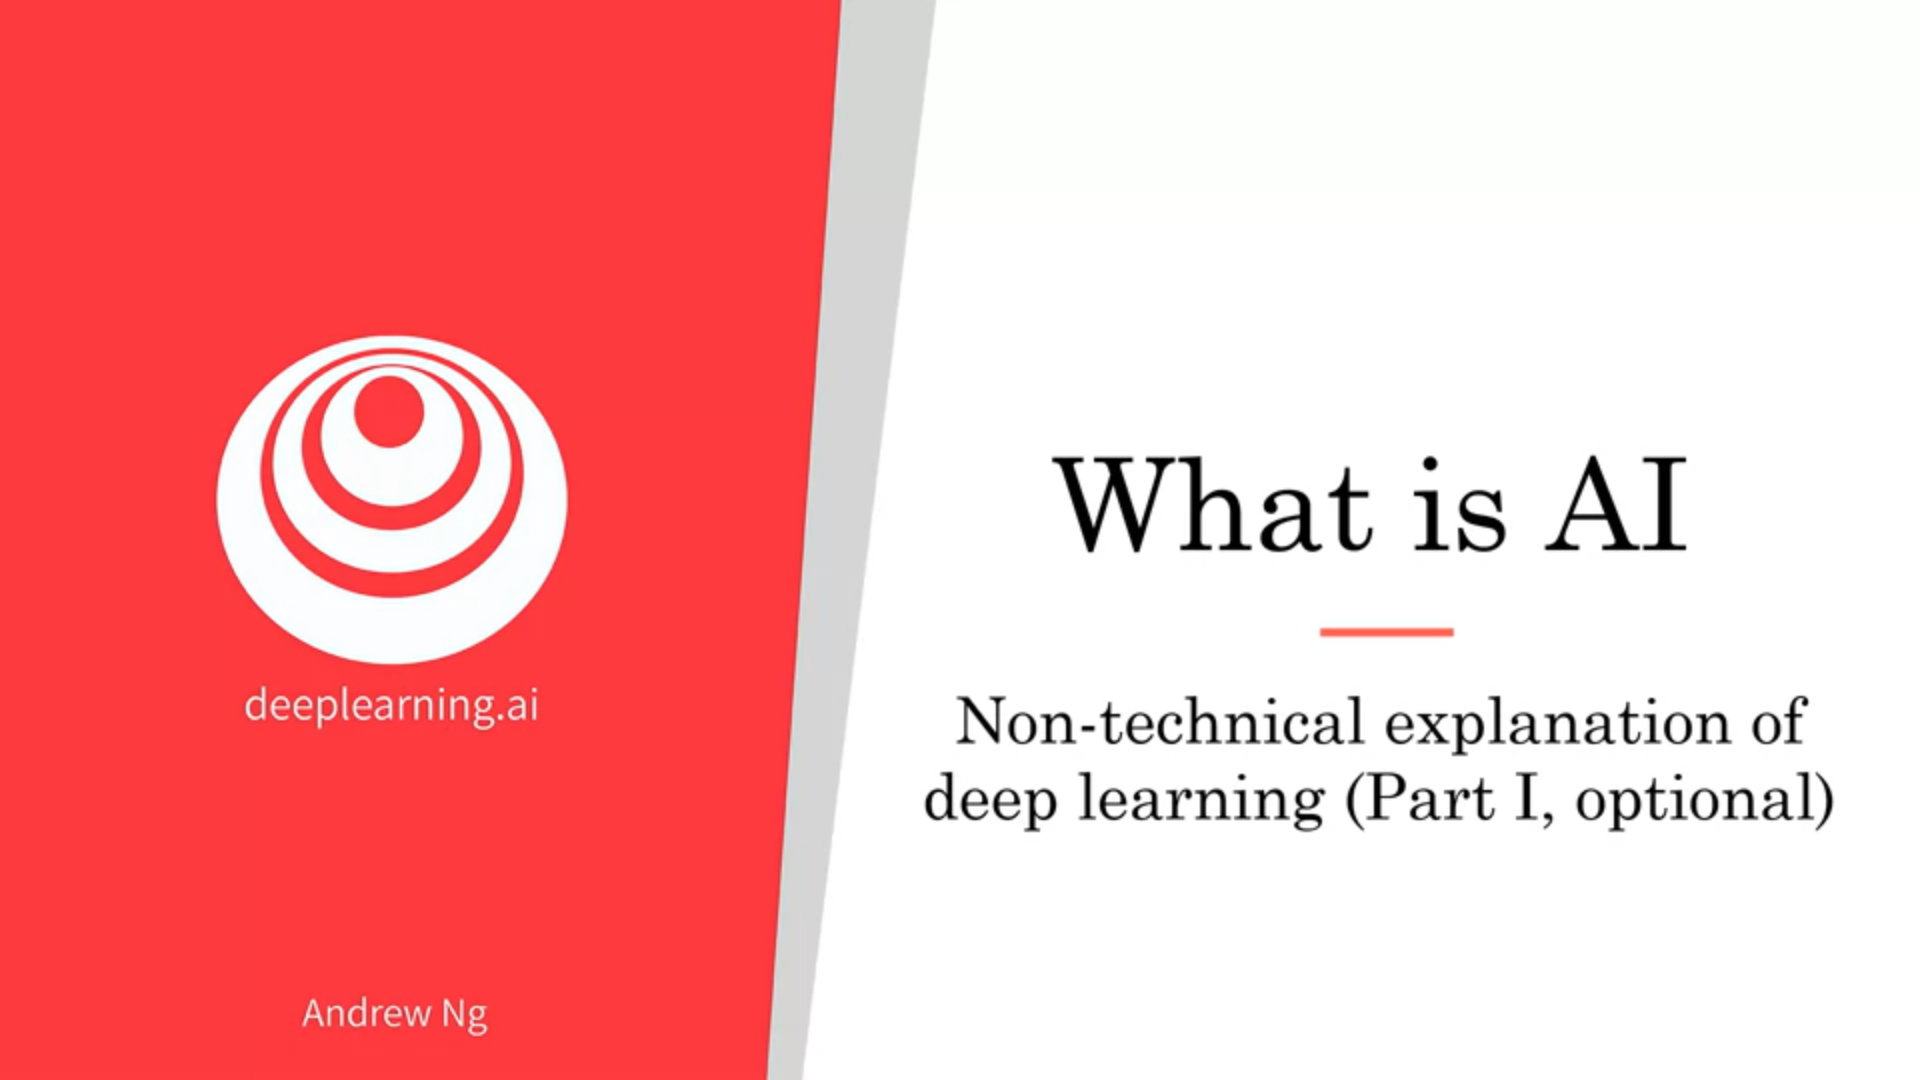 deeplearning.ai
Andrew Ng
What is AI
Non-technical explanation of
deep learning (Part I, optional)